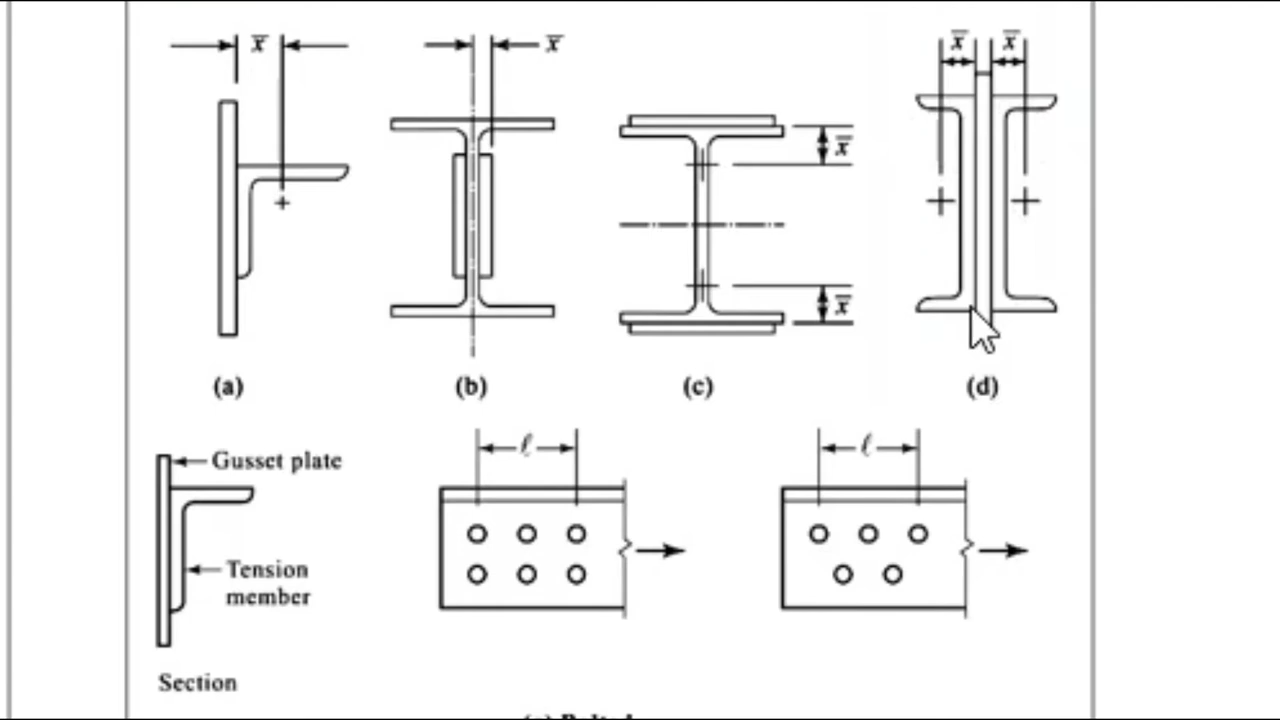 x̅
x̅
x̅
x̅
x̅
x̅
(a)
(b)
(c)
(d)
ℓ
ℓ
Gusset plate
Tension
member
Section